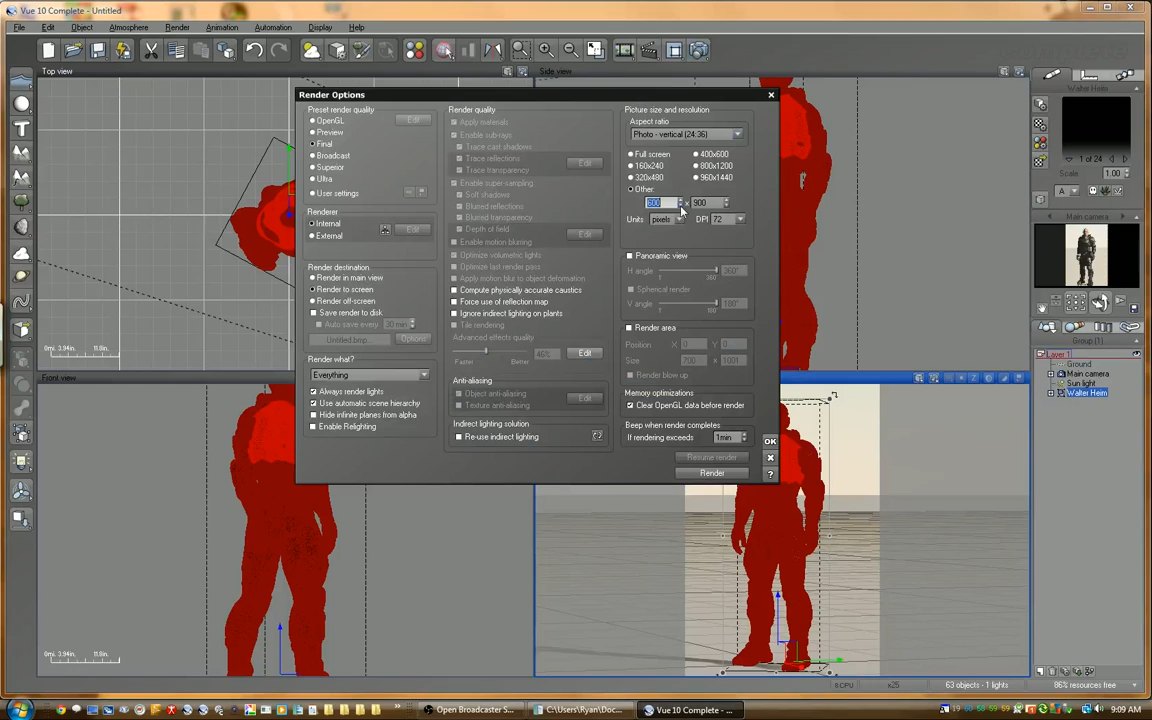 Vue 10 Complete - Untitled
File Edit Object Atmosphere Render Animation Automation Display Help
Top view
Side view
Walter Heim
1 of 24
Scale 1.00
Main camera
Group (1)
Layer 1
Ground
Main camera
Sun light
Walter Heim
Render Options
Preset render quality
OpenGL Edit
Preview
Final
Broadcast
Superior
Ultra
User settings
Renderer
Internal
External Edit
Render destination
Render in main view
Render to screen
Render off-screen
Save render to disk
Auto save every 30 min
Untitled.bmp... Options
Render what?
Everything
Always render lights
Use automatic scene hierarchy
Hide infinite planes from alpha
Enable Relighting
Render quality
Apply materials
Enable sub-rays
Trace cast shadows
Trace reflections Edit
Trace transparency
Enable super-sampling
Soft shadows
Blurred reflections
Blurred transparency
Depth of field Edit
Enable motion blurring
Optimize volumetric lights
Optimize last render pass
Apply motion blur to object deformation
Compute physically accurate caustics
Force use of reflection map
Ignore indirect lighting on plants
Tile rendering
Advanced effects quality
46% Edit
Faster Better
Anti-aliasing
Object anti-aliasing Edit
Texture anti-aliasing
Indirect lighting solution
Re-use indirect lighting
Picture size and resolution
Aspect ratio
Photo - vertical (24:36)
Full screen 400x600
160x240 800x1200
320x480 960x1440
Other:
600 x 900
Units pixels DPI 72
Panoramic view
H angle 360°
Spherical render
V angle 180°
Render area
Position X 0 Y 0
Size 700 x 1001
Render blow up
Memory optimizations
Clear OpenGL data before render
Beep when render completes
If rendering exceeds 1min
OK
Resume render
Render
Front view
0mi. 3.94in. 11.8in.
0mi. 3.94in. 11.8in.
8 CPU x25 63 objects - 1 lights 86% resources free
Open Broadcaster S...
C:\Users\Ryan\Doc...
Vue 10 Complete - ...
9:09 AM